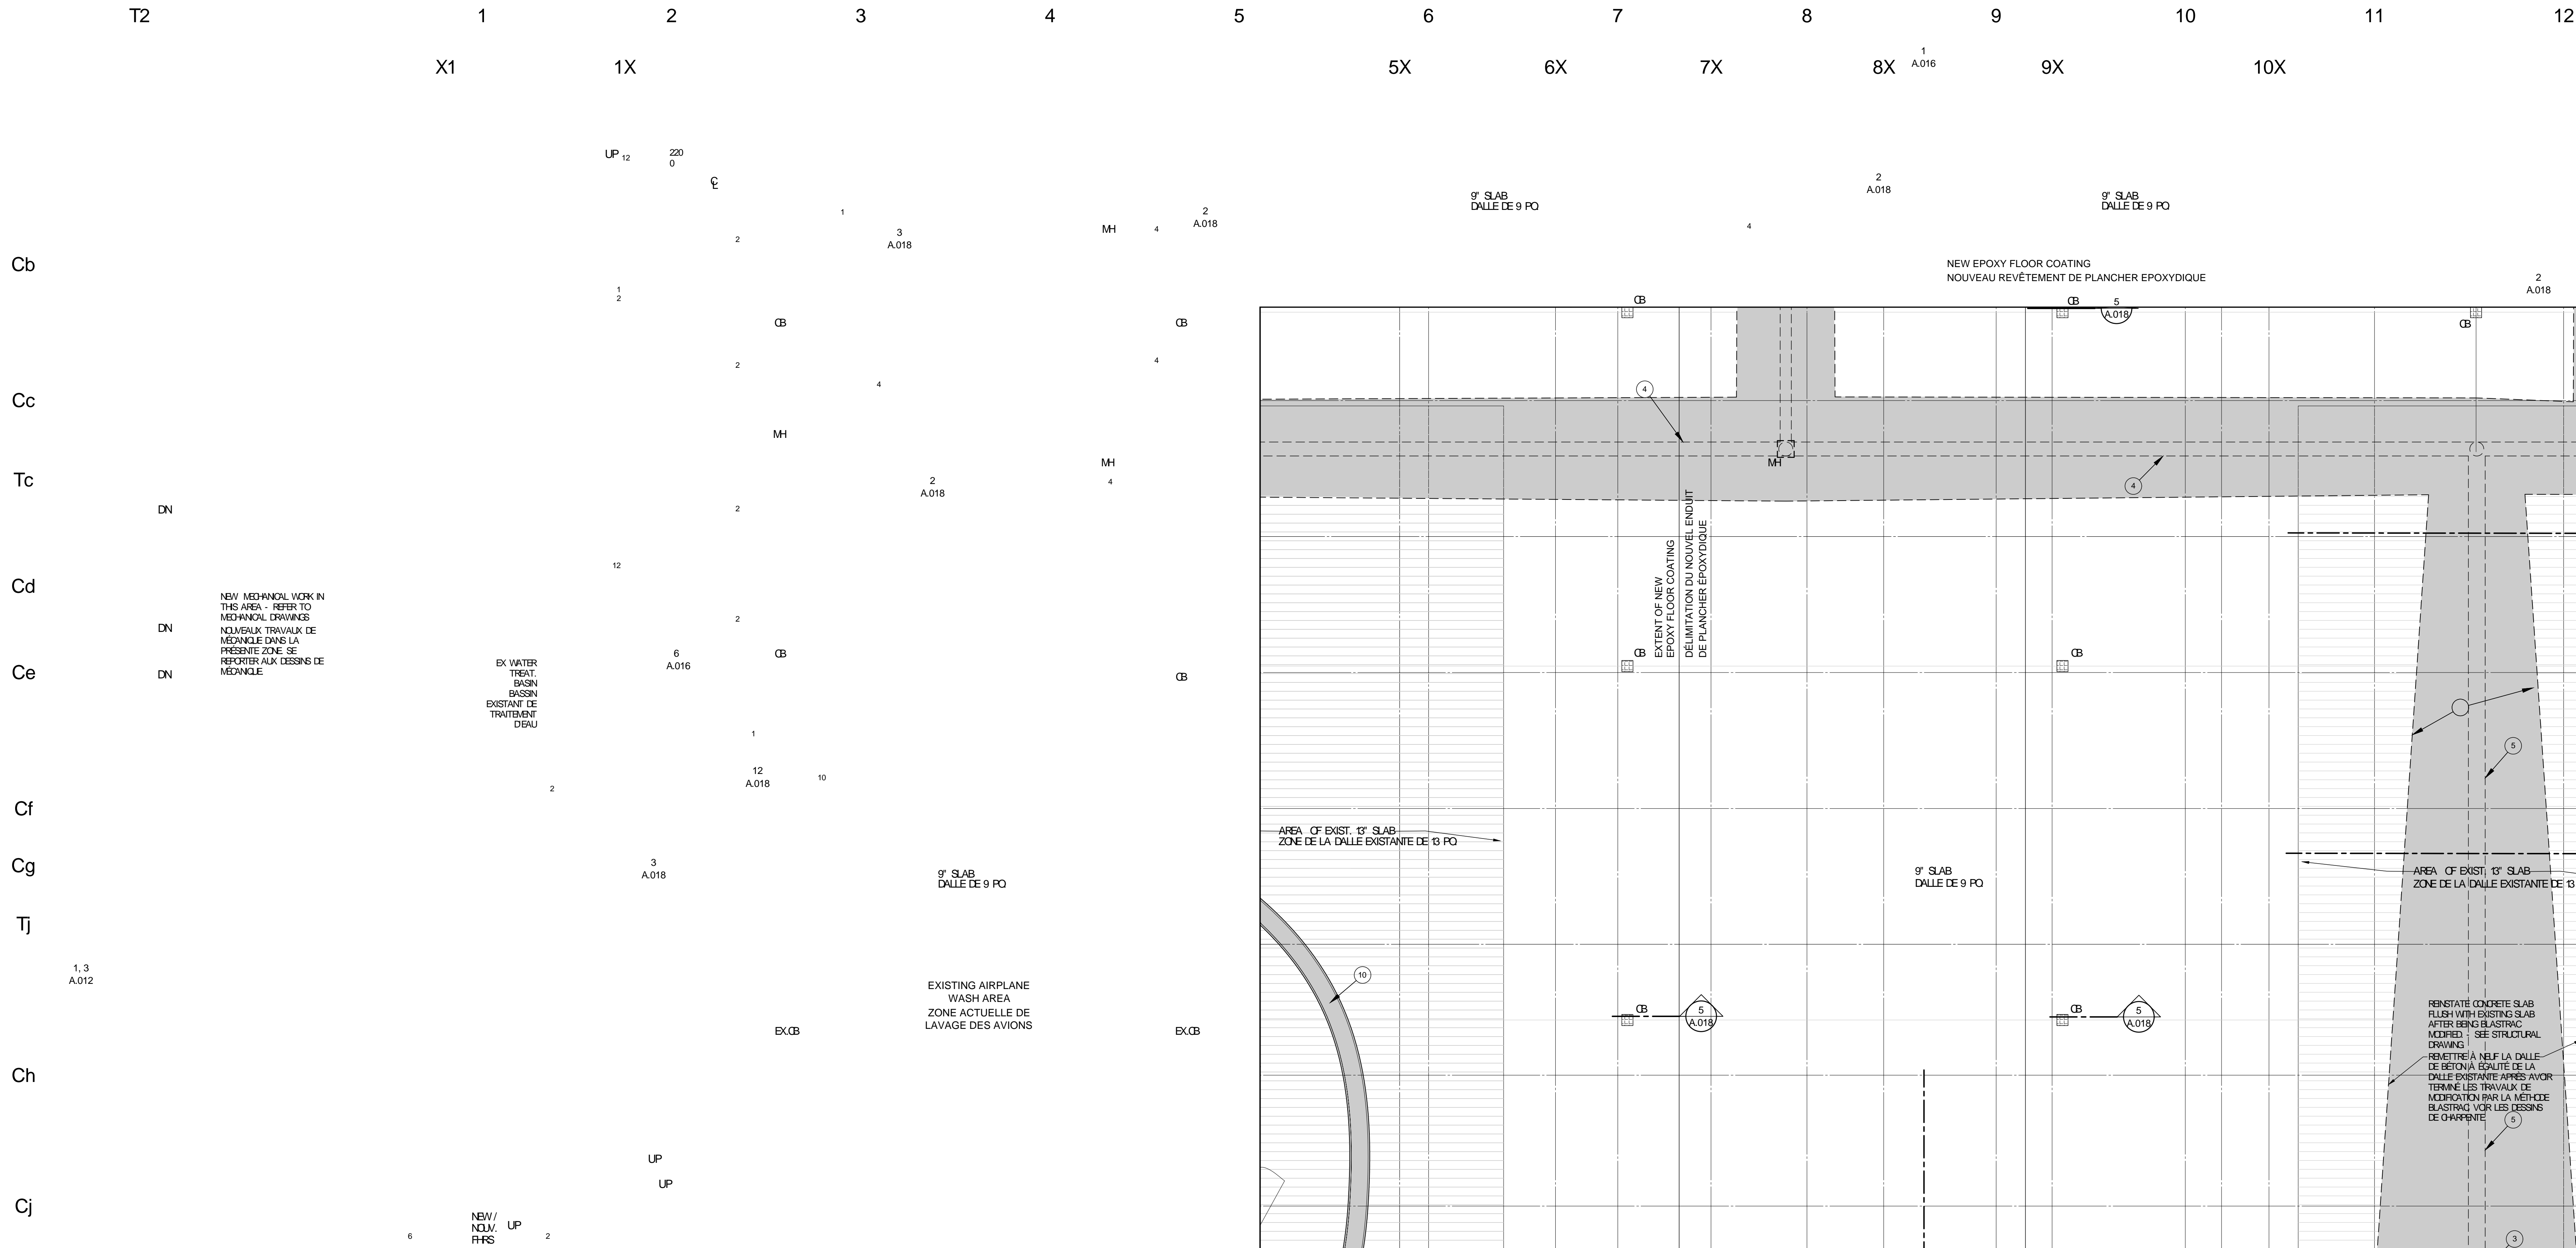 T2 1 2 3 4 5 6 7 8 9 10 11 12
X1 1X 5X 6X 7X 8X 9X 10X
1
A.016
UP 12
220
0
CL
1
2
3
A.018
MH 4
2
A.018
9" SLAB
DALLE DE 9 PO.
4
2
A.018
9" SLAB
DALLE DE 9 PO.
Cb
NEW EPOXY FLOOR COATING
NOUVEAU REVÊTEMENT DE PLANCHER EPOXYDIQUE
2
A.018
1
2
CB
CB
CB
CB
5
A.018
CB
2
4
4
4
Cc
MH
MH
4
MH
4
Tc
2
A.018
DN
2
12
Cd
EXTENT OF NEW
EPOXY FLOOR COATING
DÉLIMITATION DU NOUVEL ENDUIT
DE PLANCHER ÉPOXYDIQUE
NEW MECHANICAL WORK IN
THIS AREA - REFER TO
MECHANICAL DRAWINGS
NOUVEAUX TRAVAUX DE
MÉCANIQUE DANS LA
PRÉSENTE ZONE. SE
REPORTER AUX DESSINS DE
MÉCANIQUE.
DN
2
6
A.016
CB
CB
CB
Ce
DN
CB
EX WATER
TREAT.
BASIN
BASSIN
EXISTANT DE
TRAITEMENT
D'EAU
1
5
12
A.018
10
2
Cf
AREA OF EXIST. 13" SLAB
ZONE DE LA DALLE EXISTANTE DE 13 PO.
Cg
3
A.018
9" SLAB
DALLE DE 9 PO.
9" SLAB
DALLE DE 9 PO.
AREA OF EXIST. 13" SLAB
ZONE DE LA DALLE EXISTANTE DE 13
Tj
1, 3
A.012
10
EXISTING AIRPLANE
WASH AREA
ZONE ACTUELLE DE
LAVAGE DES AVIONS
EX.CB
EX.CB
CB
5
A.018
CB
5
A.018
REINSTATE CONCRETE SLAB
FLUSH WITH EXISTING SLAB
AFTER BEING BLASTRAC
MODIFIED. - SEE STRUCTURAL
DRAWING.
REMETTRE À NEUF LA DALLE
DE BÉTON À ÉGALITÉ DE LA
DALLE EXISTANTE APRÉS AVOIR
TERMINÉ LES TRAVAUX DE
MODIFICATION PAR LA MÉTHODE
BLASTRAC, VOIR LES DESSINS
DE CHARPENTE
Ch
5
UP
UP
Cj
NEW /
NOUV.
FHRS
UP
6
2
3